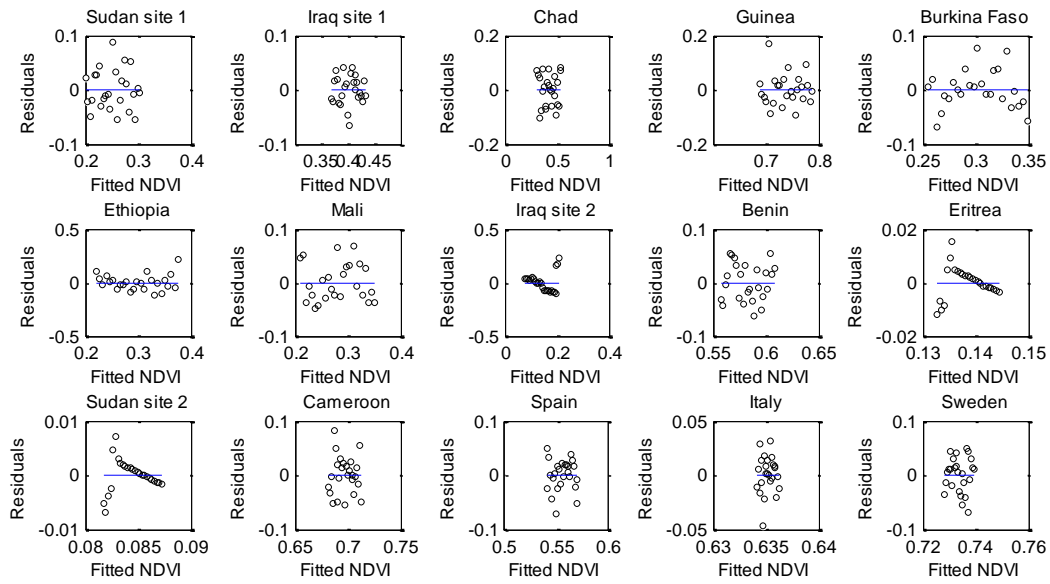 Sudan site 1
Iraq site 1
Chad
Guinea
Burkina Faso
0.1
0.1
0.2
0.2
0.1
Residuals
Residuals
Residuals
Residuals
Residuals
0
0
0
0
0
-0.1
-0.1
-0.2
-0.2
-0.1
0.2 0.3 0.4
0.35 0.4 0.45
0 0.5 1
0.7 0.8
0.25 0.3 0.35
Fitted NDVI
Fitted NDVI
Fitted NDVI
Fitted NDVI
Fitted NDVI
Ethiopia
Mali
Iraq site 2
Benin
Eritrea
0.5
0.1
0.5
0.1
0.02
Residuals
Residuals
Residuals
Residuals
Residuals
0
0
0
0
0
-0.5
-0.1
-0.5
-0.1
-0.02
0.2 0.3 0.4
0.2 0.3 0.4
0 0.2 0.4
0.55 0.6 0.65
0.13 0.14 0.15
Fitted NDVI
Fitted NDVI
Fitted NDVI
Fitted NDVI
Fitted NDVI
Sudan site 2
Cameroon
Spain
Italy
Sweden
0.01
0.1
0.1
0.05
0.1
Residuals
Residuals
Residuals
Residuals
Residuals
0
0
0
0
0
-0.01
-0.1
-0.1
-0.05
-0.1
0.08 0.085 0.09
0.65 0.7 0.75
0.5 0.55 0.6
0.63 0.635 0.64
0.72 0.74 0.76
Fitted NDVI
Fitted NDVI
Fitted NDVI
Fitted NDVI
Fitted NDVI